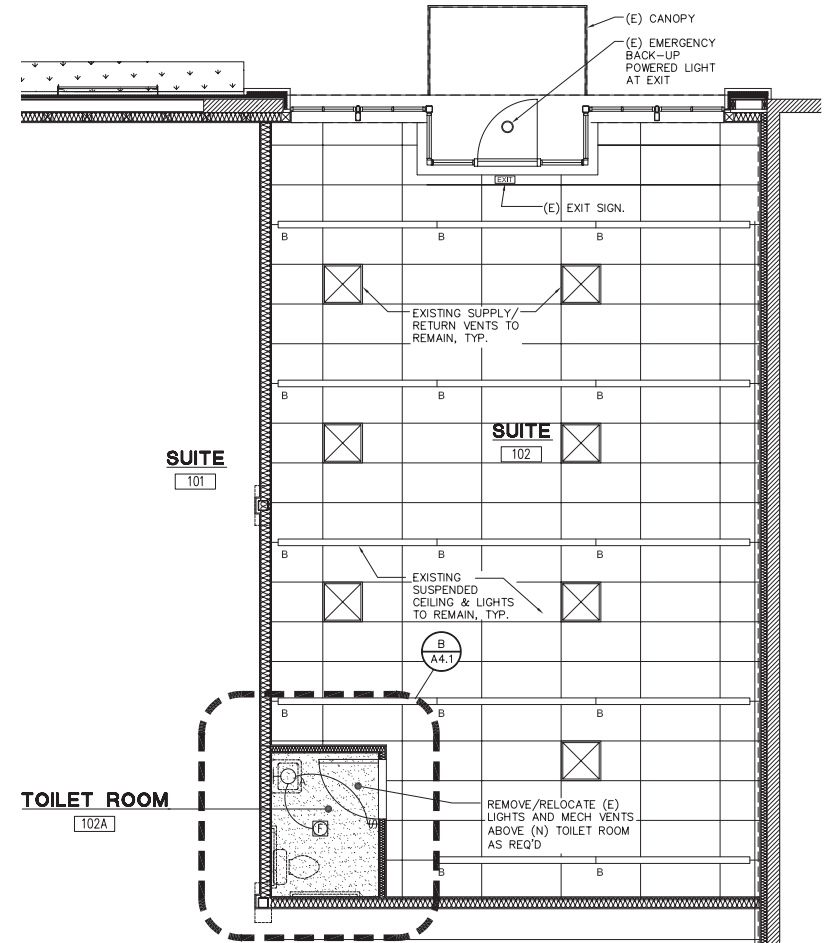 (E) CANOPY
(E) EMERGENCY
BACK-UP
POWERED LIGHT
AT EXIT
EXIT
(E) EXIT SIGN.
B B B
EXISTING SUPPLY/
RETURN VENTS TO
REMAIN, TYP.
B B B
SUITE
101
SUITE
102
B B B
EXISTING
SUSPENDED
CEILING & LIGHTS
TO REMAIN, TYP.
B
A4.1
B B B
TOILET ROOM
102A
A
F
REMOVE/RELOCATE (E)
LIGHTS AND MECH VENTS
ABOVE (N) TOILET ROOM
AS REQ'D
B B